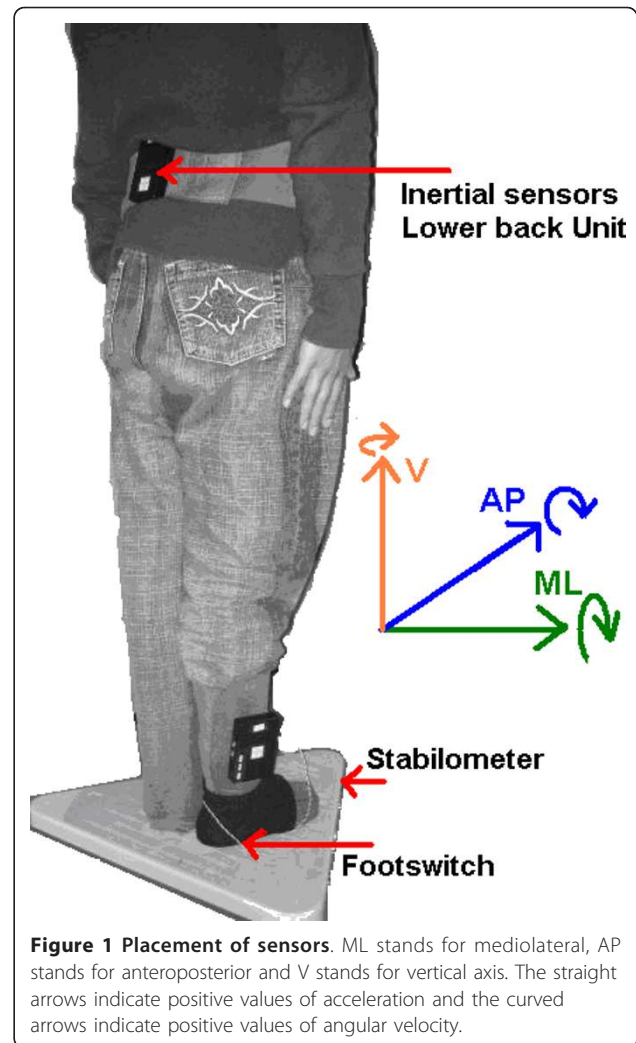 Inertial sensors
Lower back Unit
V
AP
ML
Stabilometer
Footswitch
Figure 1 Placement of sensors. ML stands for mediolateral, AP
stands for anteroposterior and V stands for vertical axis. The straight
arrows indicate positive values of acceleration and the curved
arrows indicate positive values of angular velocity.